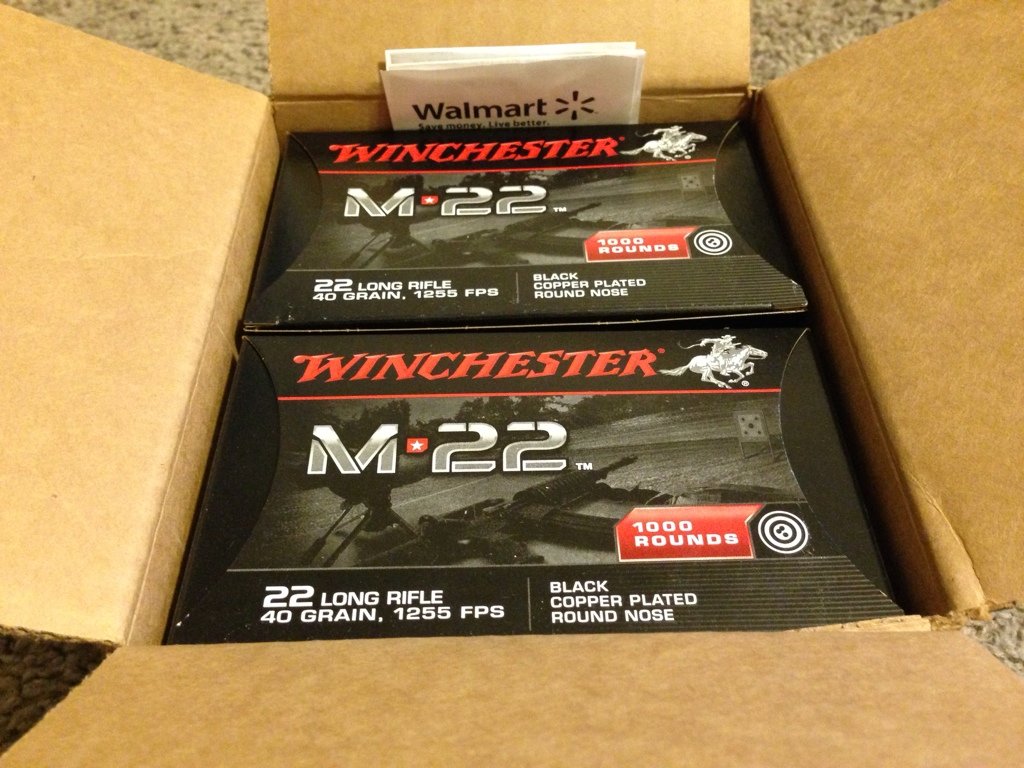 Walmart
Save money. Live better.
WINCHESTER®
M★22™
1000
ROUNDS
22 LONG RIFLE
40 GRAIN, 1255 FPS
BLACK
COPPER PLATED
ROUND NOSE
WINCHESTER®
®
M★22™
1000
ROUNDS
22 LONG RIFLE
40 GRAIN, 1255 FPS
BLACK
COPPER PLATED
ROUND NOSE